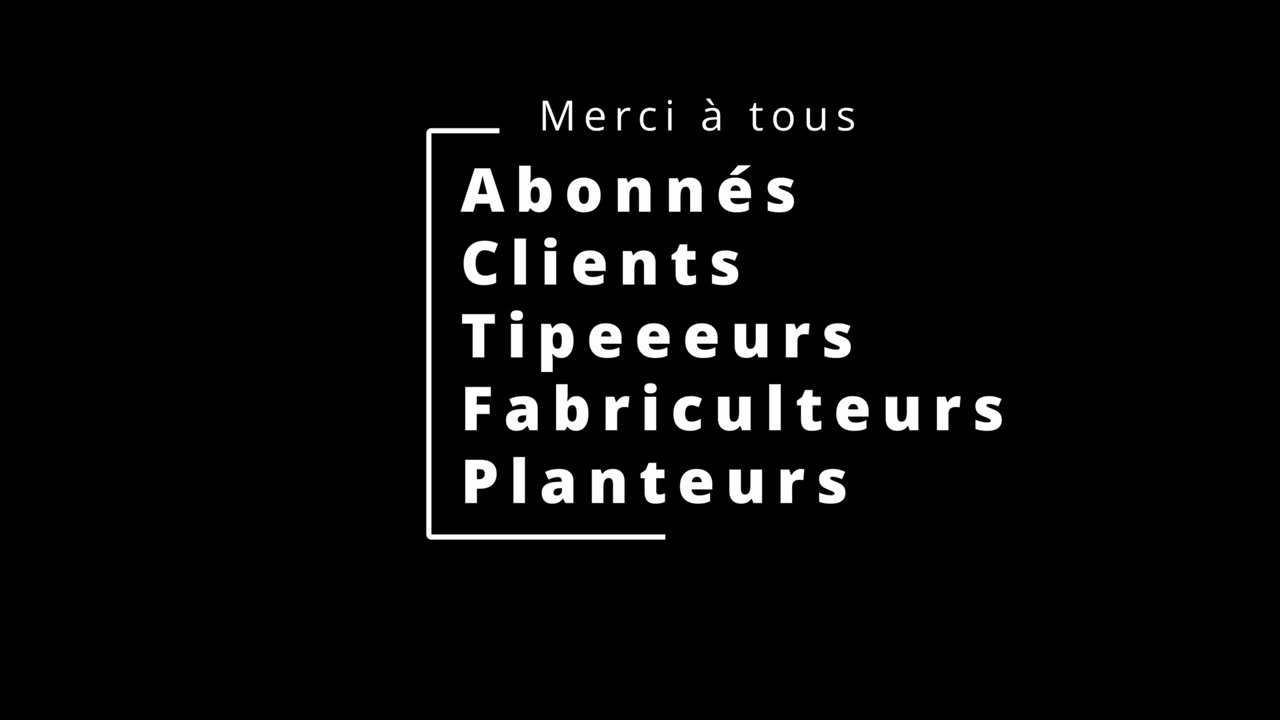 Merci à tous
Abonnés
Clients
Tipeeeurs
Fabriculteurs
Planteurs